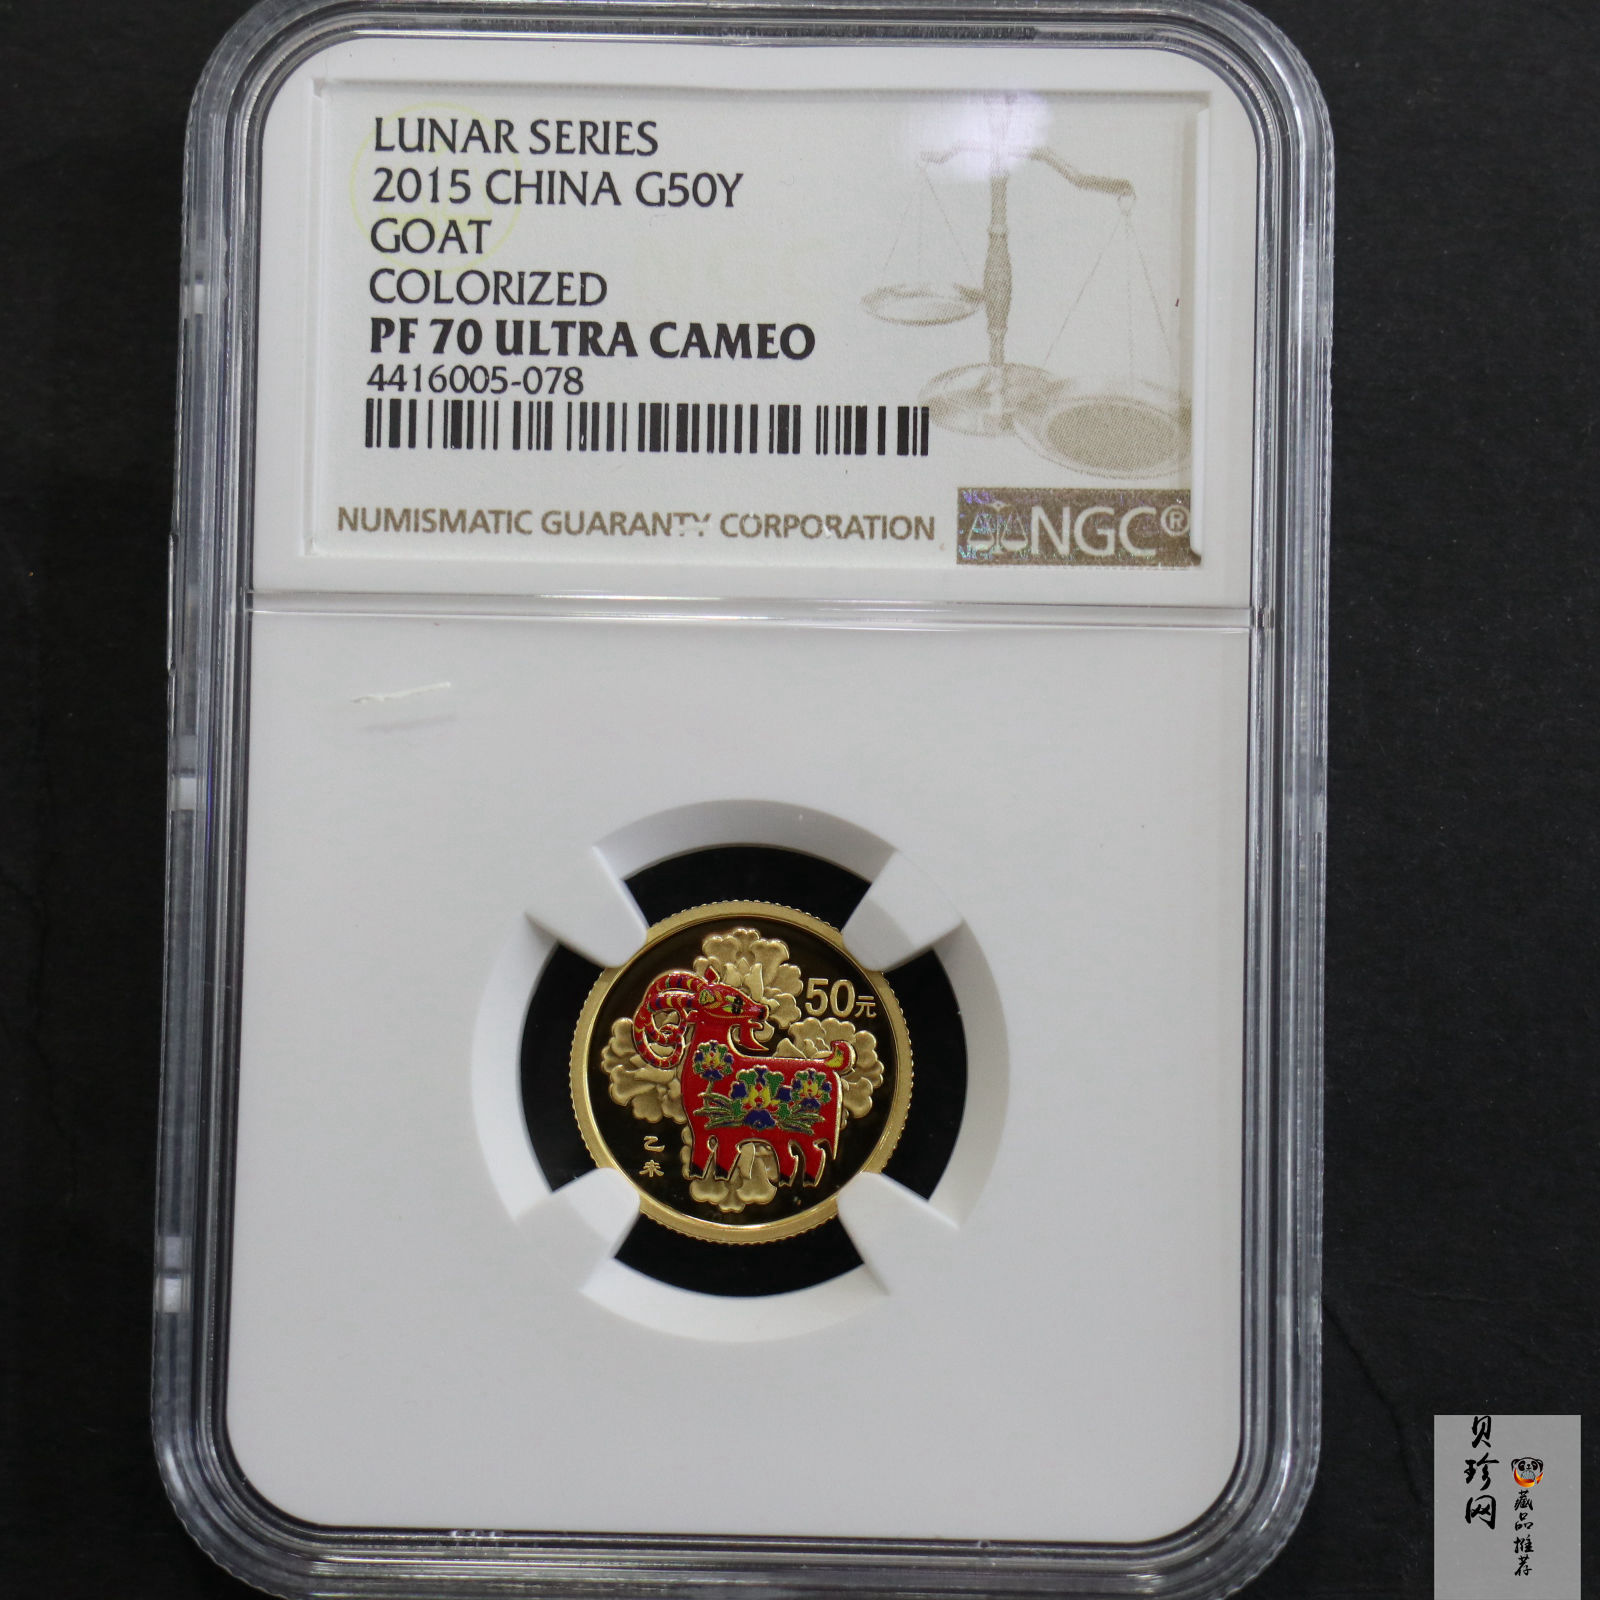 LUNAR SERIES
2015 CHINA G50Y
GOAT
COLORIZED
PF 70 ULTRA CAMEO
4416005-078
NUMISMATIC GUARANTY CORPORATION
NGC®
50元
乙
未
贝珍网
藏品推荐